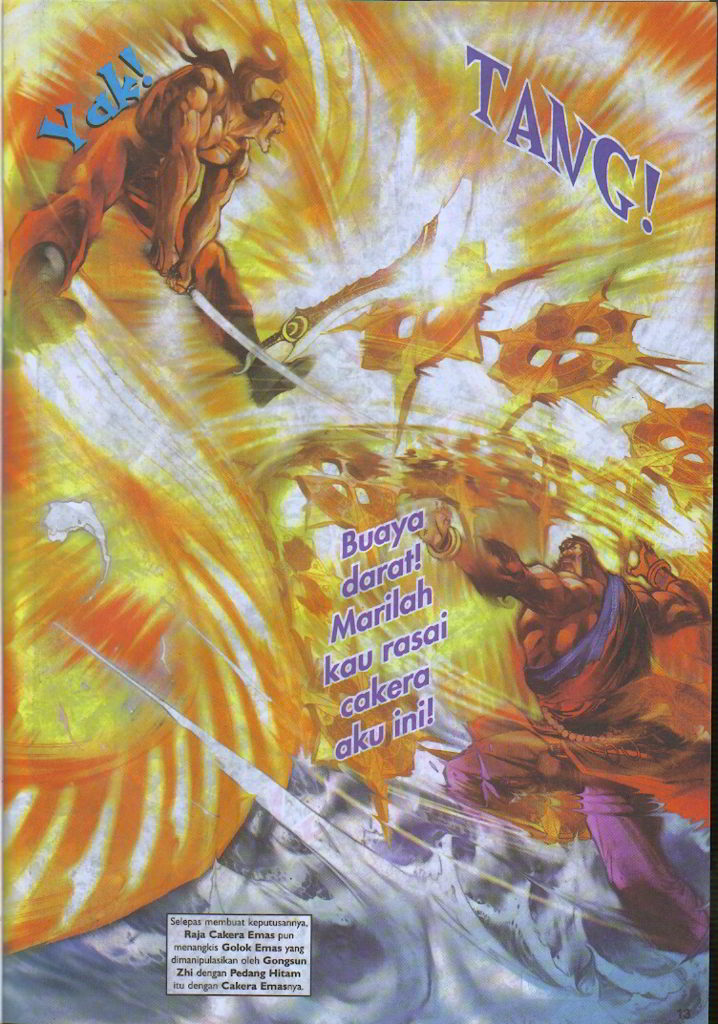 Yak!
TANG!
Buaya
darat!
Marilah
kau rasai
cakera
aku ini!
Selepas membuat keputusannya,
Raja Cakera Emas pun
menangkis Golok Emas yang
dimanipulasikan oleh Gongsun
Zhi dengan Pedang Hitam
itu dengan Cakera Emasnya.
13